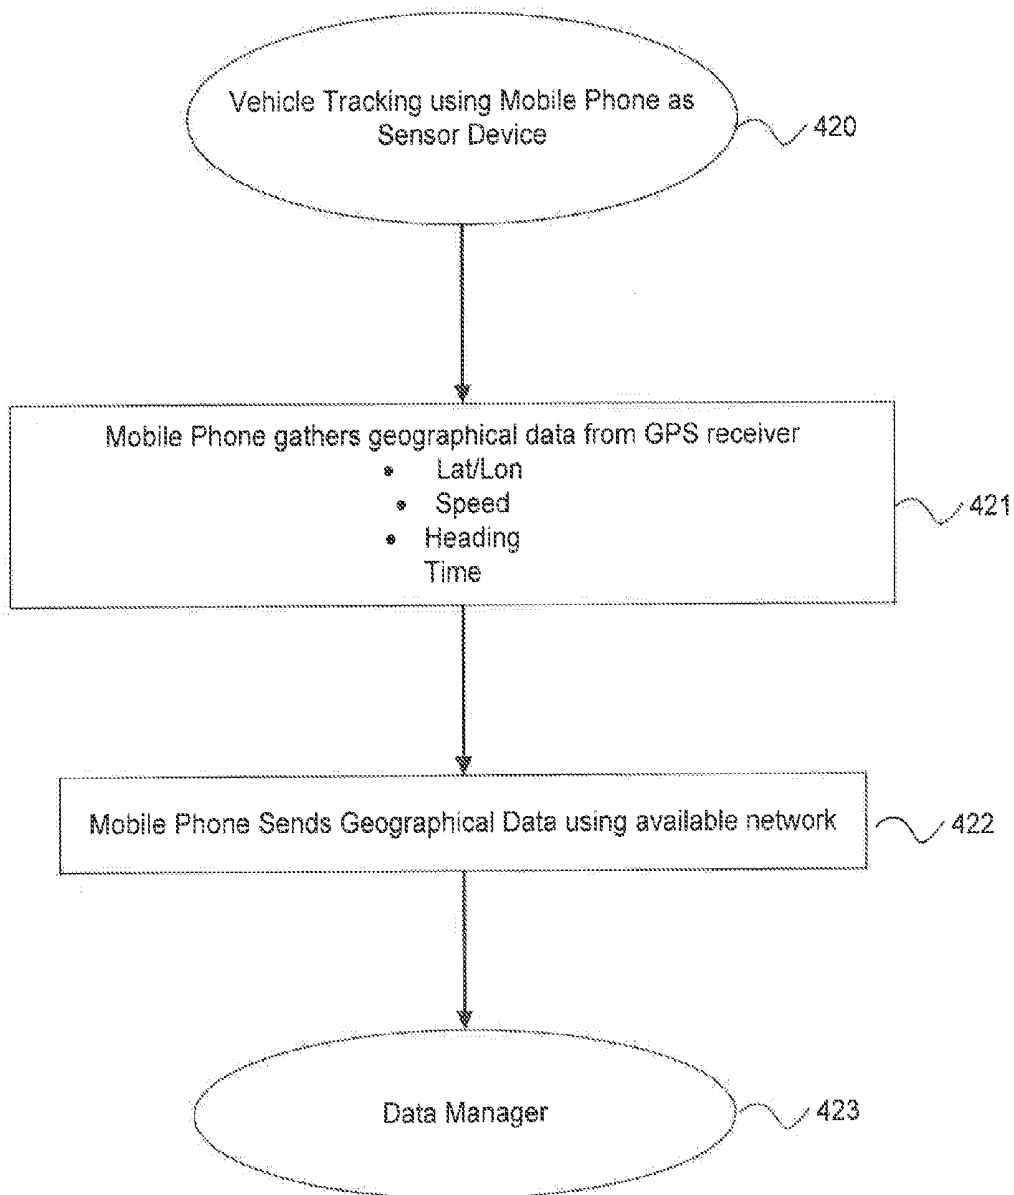 Vehicle Tracking using Mobile Phone as
Sensor Device
420
Mobile Phone gathers geographical data from GPS receiver
• Lat/Lon
• Speed
• Heading
Time
421
Mobile Phone Sends Geographical Data using available network
422
Data Manager
423